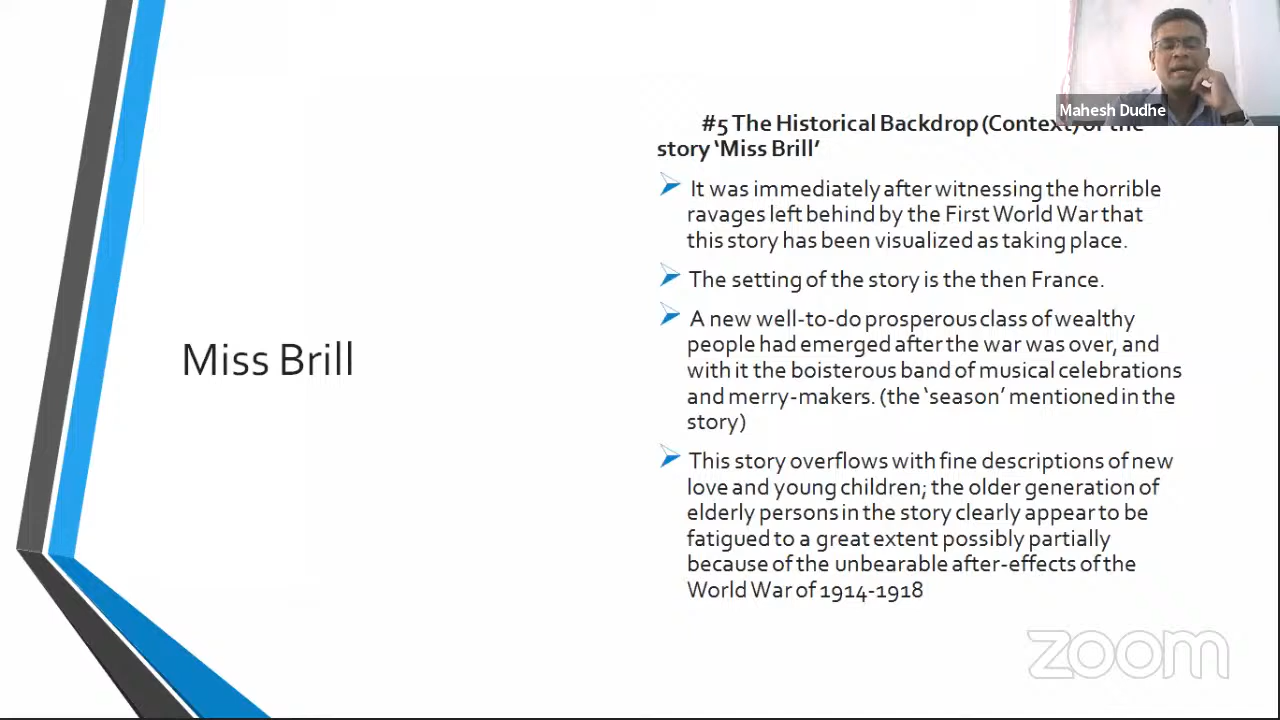 Mahesh Dudhe
#5 The Historical Backdrop (Context) of the
story ‘Miss Brill’
It was immediately after witnessing the horrible
ravages left behind by the First World War that
this story has been visualized as taking place.
The setting of the story is the then France.
A new well-to-do prosperous class of wealthy
people had emerged after the war was over, and
with it the boisterous band of musical celebrations
and merry-makers. (the ‘season’ mentioned in the
story)
This story overflows with fine descriptions of new
love and young children; the older generation of
elderly persons in the story clearly appear to be
fatigued to a great extent possibly partially
because of the unbearable after-effects of the
World War of 1914-1918
Miss Brill
zoom